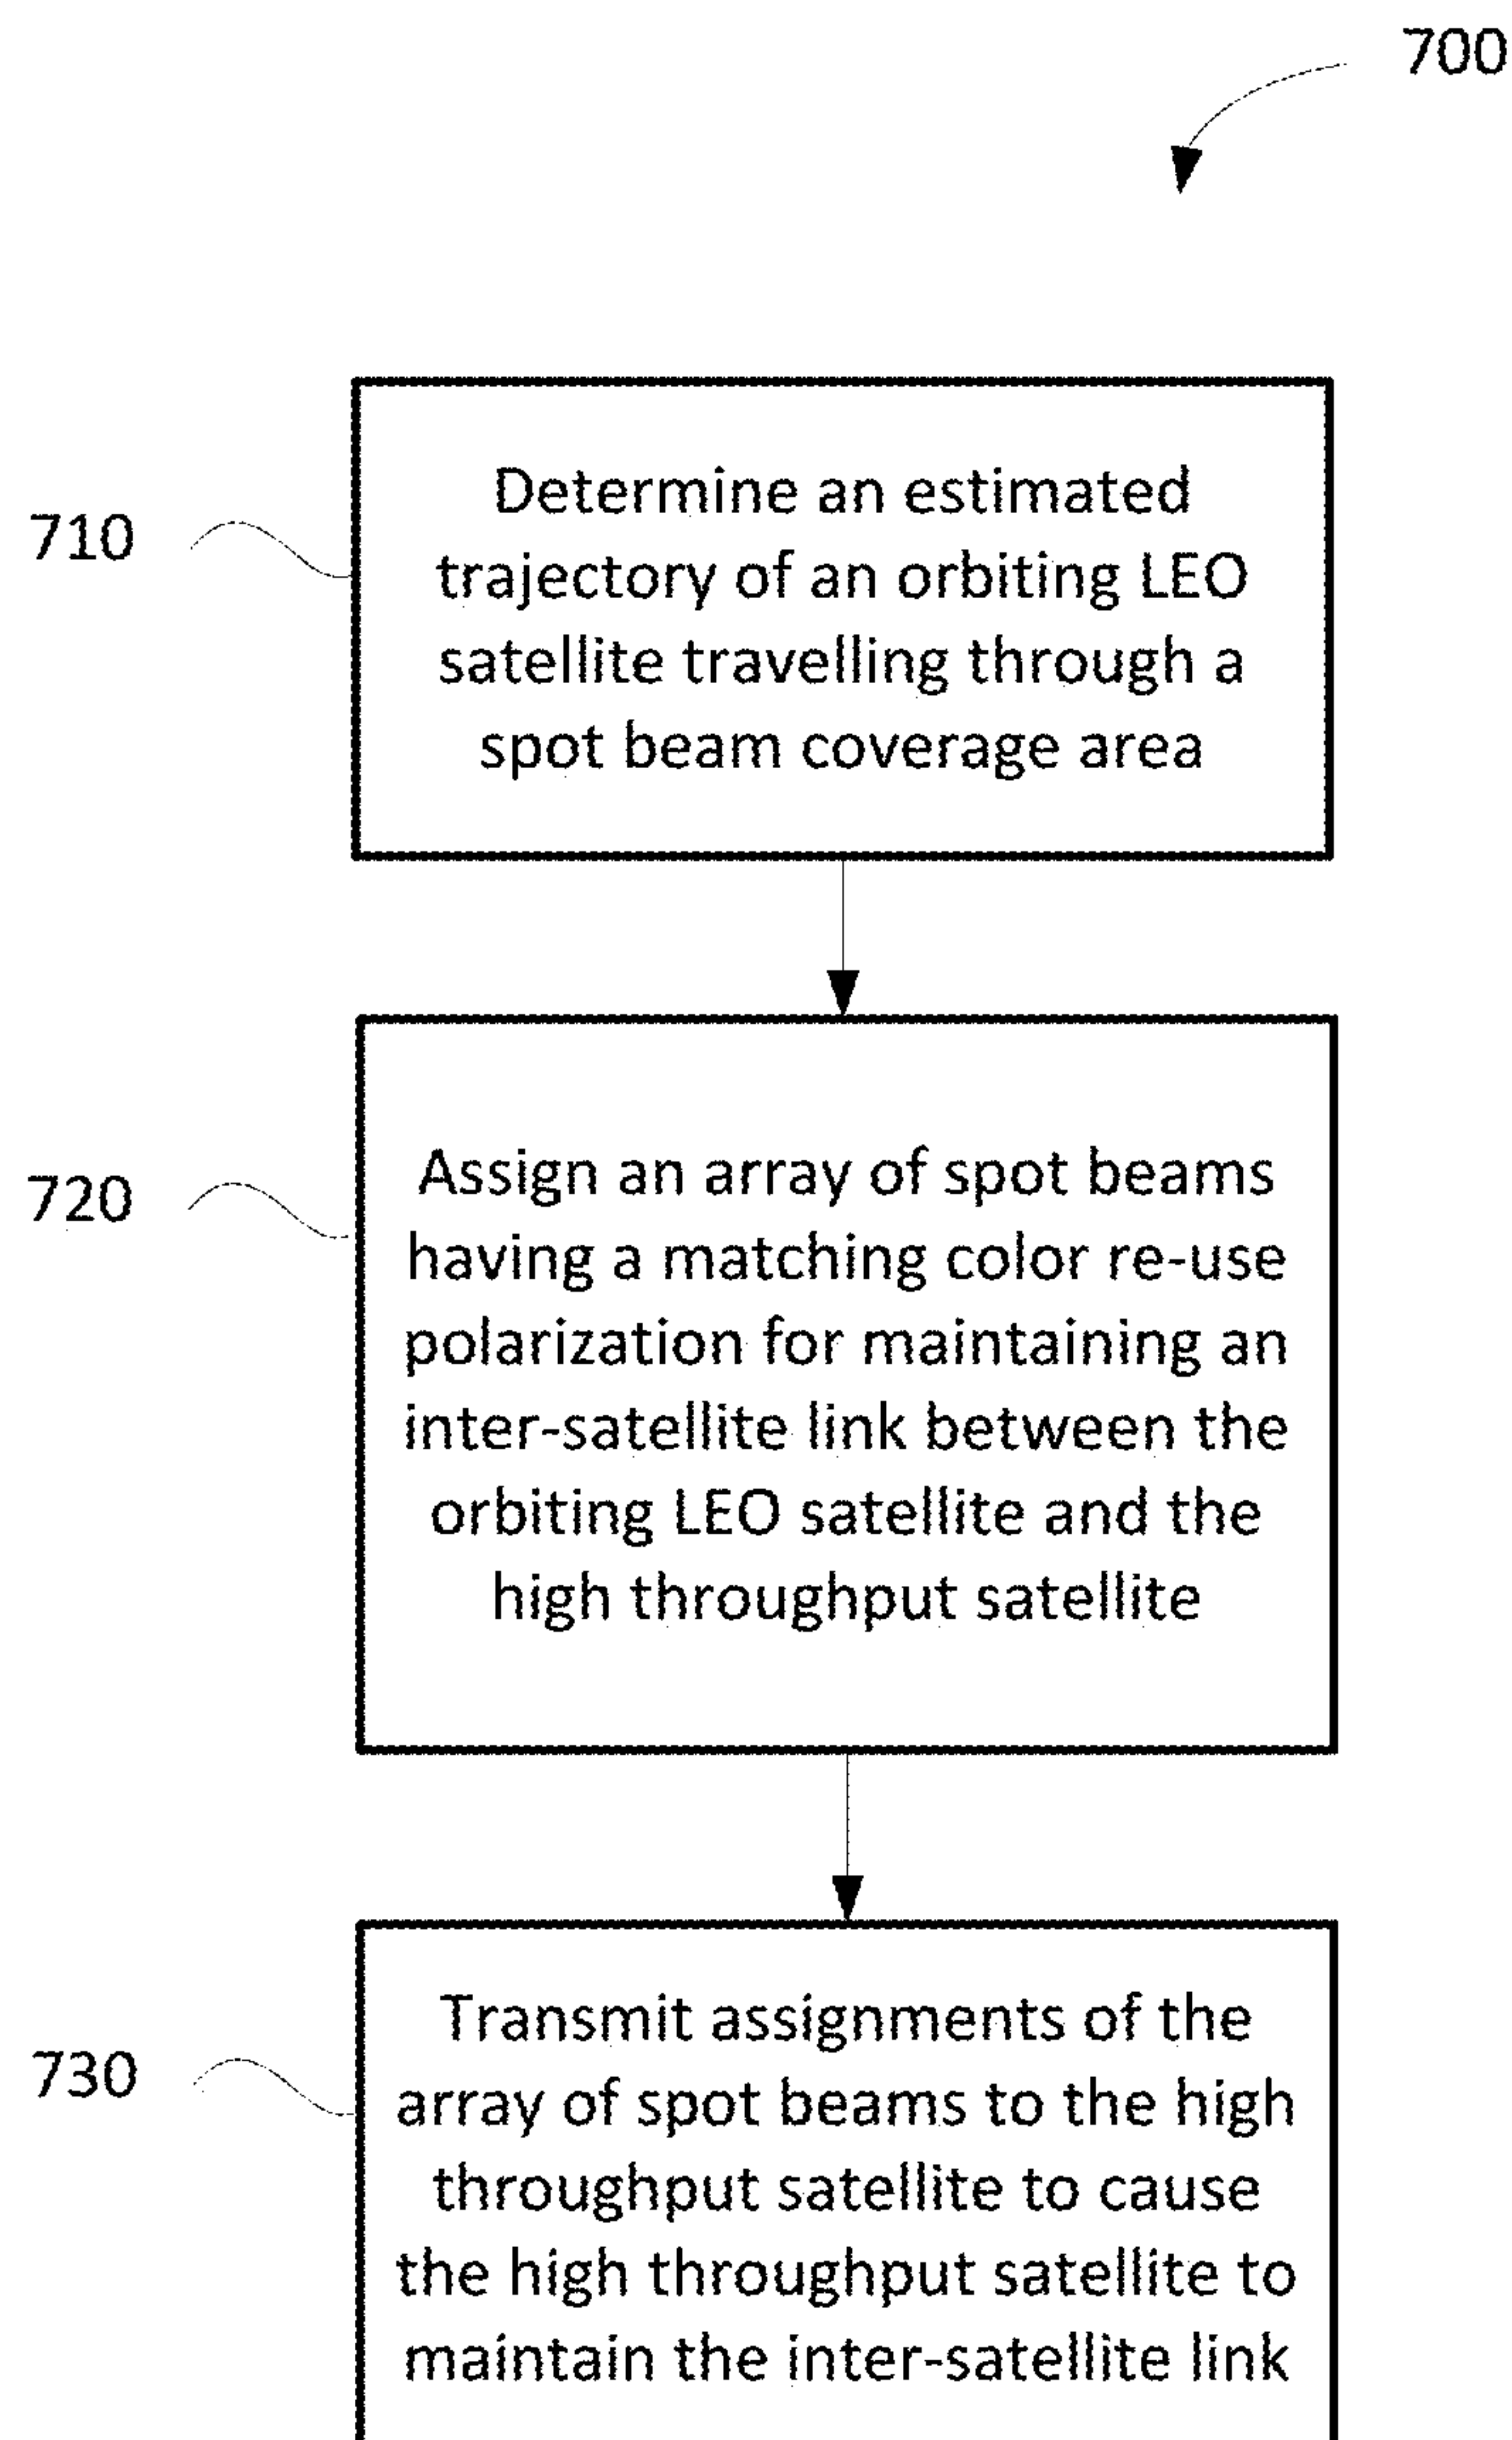 700
710
Determine an estimated
trajectory of an orbiting LEO
satellite travelling through a
spot beam coverage area
720
Assign an array of spot beams
having a matching color re-use
polarization for maintaining an
inter-satellite link between the
orbiting LEO satellite and the
high throughput satellite
730
Transmit assignments of the
array of spot beams to the high
throughput satellite to cause
the high throughput satellite to
maintain the inter-satellite link